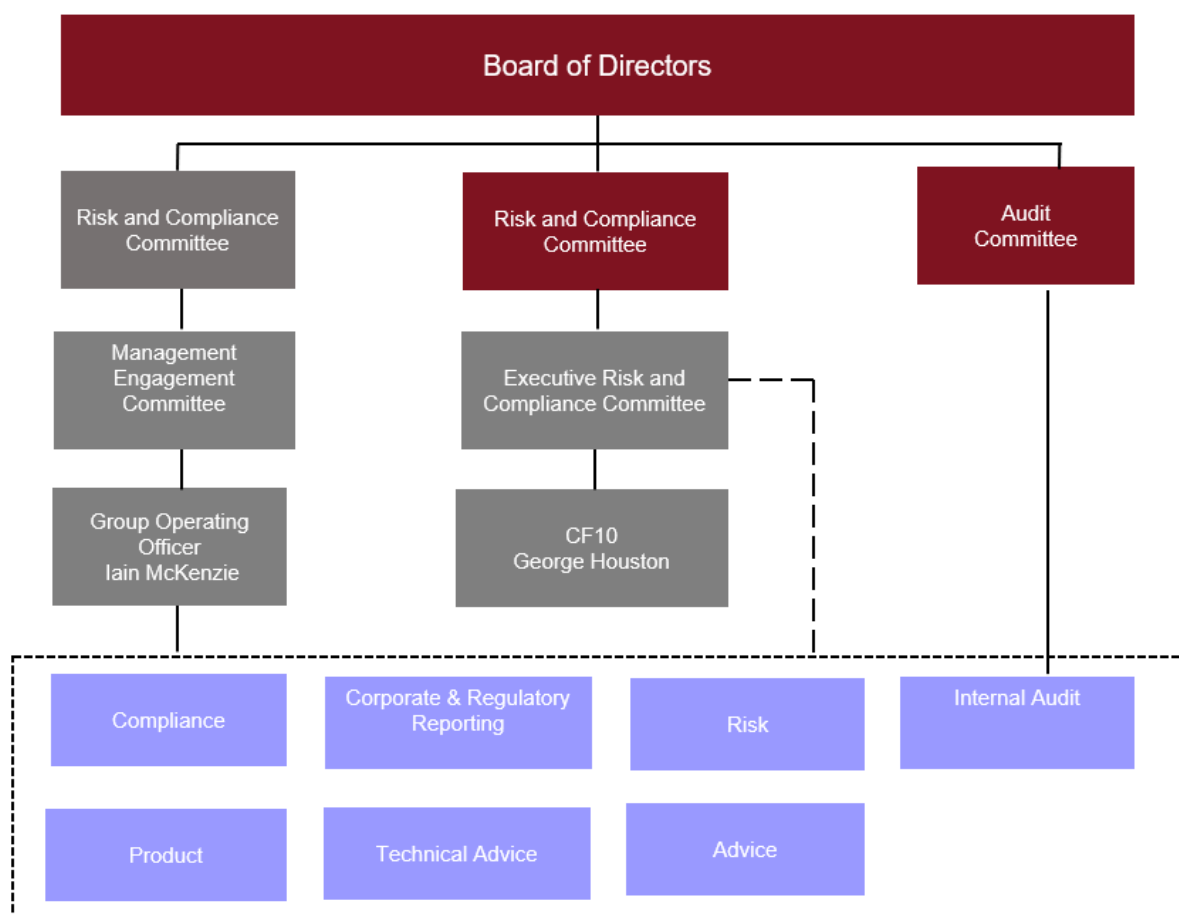 Board of Directors
Risk and Compliance
Committee
Risk and Compliance
Committee
Audit
Committee
Management
Engagement
Committee
Executive Risk and
Compliance Committee
Group Operating
Officer
Iain McKenzie
CF10
George Houston
Compliance
Corporate & Regulatory
Reporting
Risk
Internal Audit
Product
Technical Advice
Advice